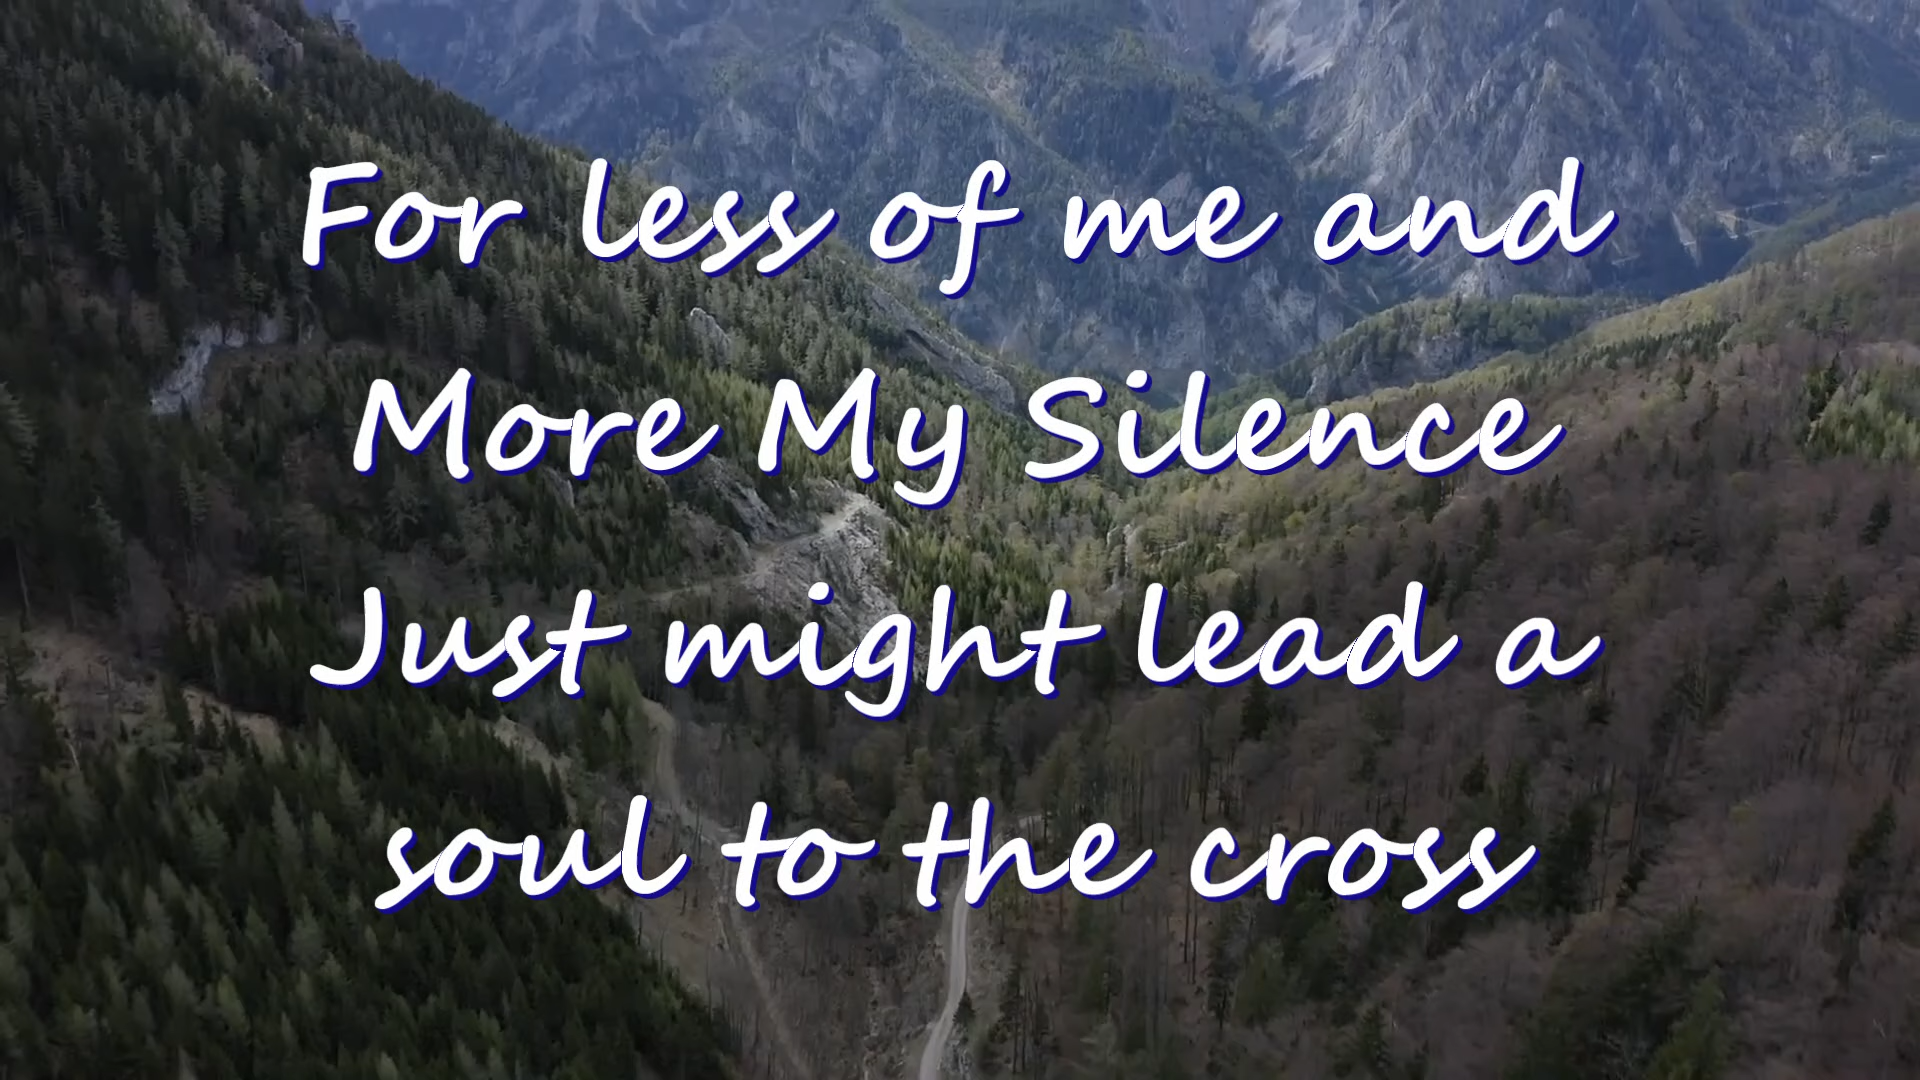 For less of me and
More My Silence
Just might lead a
soul to the cross